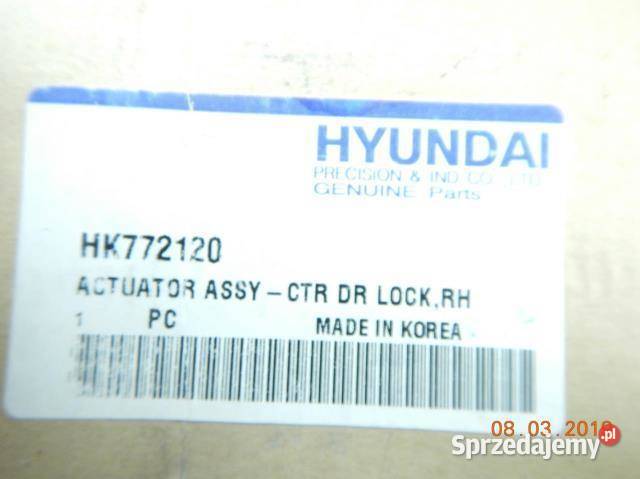 HYUNDAI
PRECISION & IND. CO., LTD.
GENUINE Parts
HK772120
ACTUATOR ASSY-CTR DR LOCK,RH
1 PC MADE IN KOREA
08.03.2018
Sprzedajemy.pl